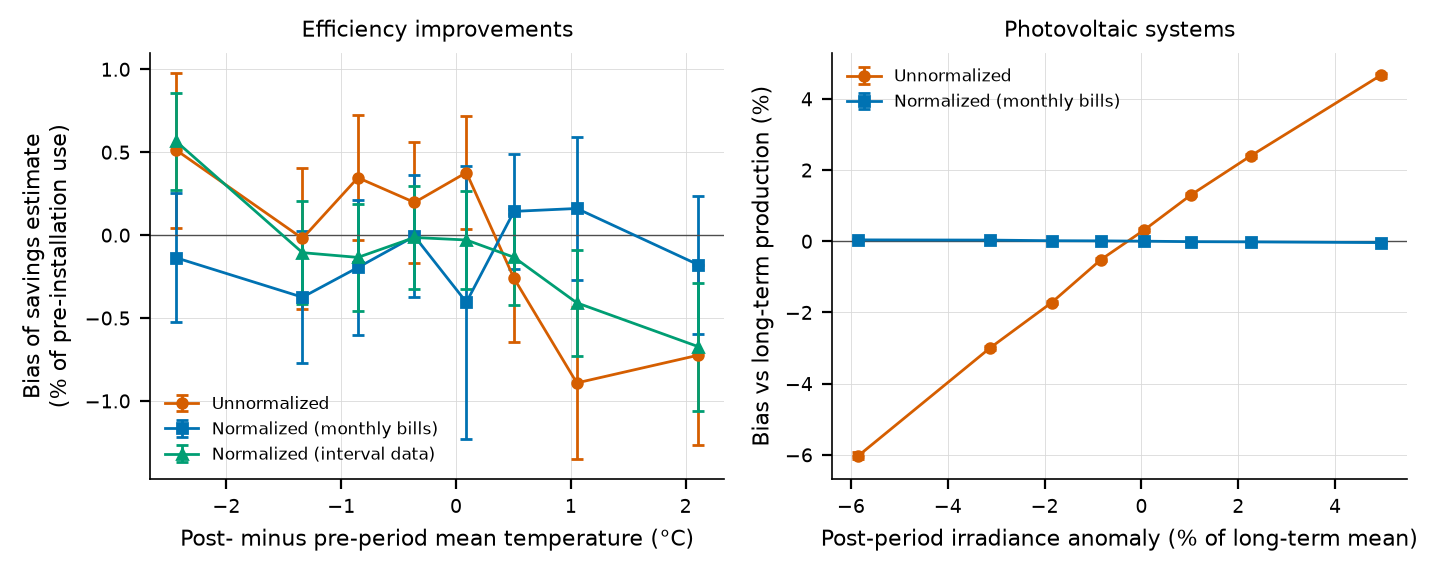 Efficiency improvements
Bias of savings estimate
(% of pre-installation use)
1.0
0.5
0.0
−0.5
−1.0
Unnormalized
Normalized (monthly bills)
Normalized (interval data)
−2
−1
0
1
2
Post- minus pre-period mean temperature (°C)
Photovoltaic systems
Bias vs long-term production (%)
4
2
0
−2
−4
−6
Unnormalized
Normalized (monthly bills)
−6
−4
−2
0
2
4
Post-period irradiance anomaly (% of long-term mean)